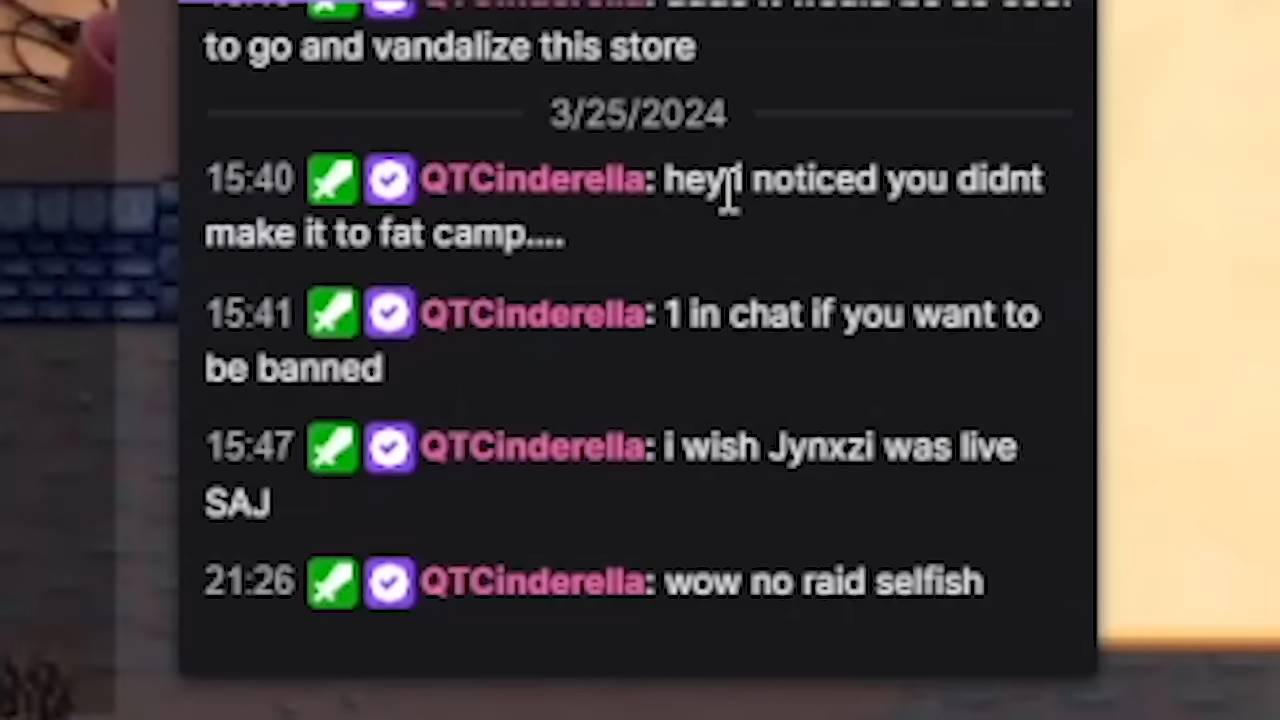 QTCinderella:
to go and vandalize this store
3/25/2024
15:40 QTCinderella: hey i noticed you didnt
make it to fat camp....
15:41 QTCinderella: 1 in chat if you want to
be banned
15:47 QTCinderella: i wish Jynxzi was live
SAJ
21:26 QTCinderella: wow no raid selfish